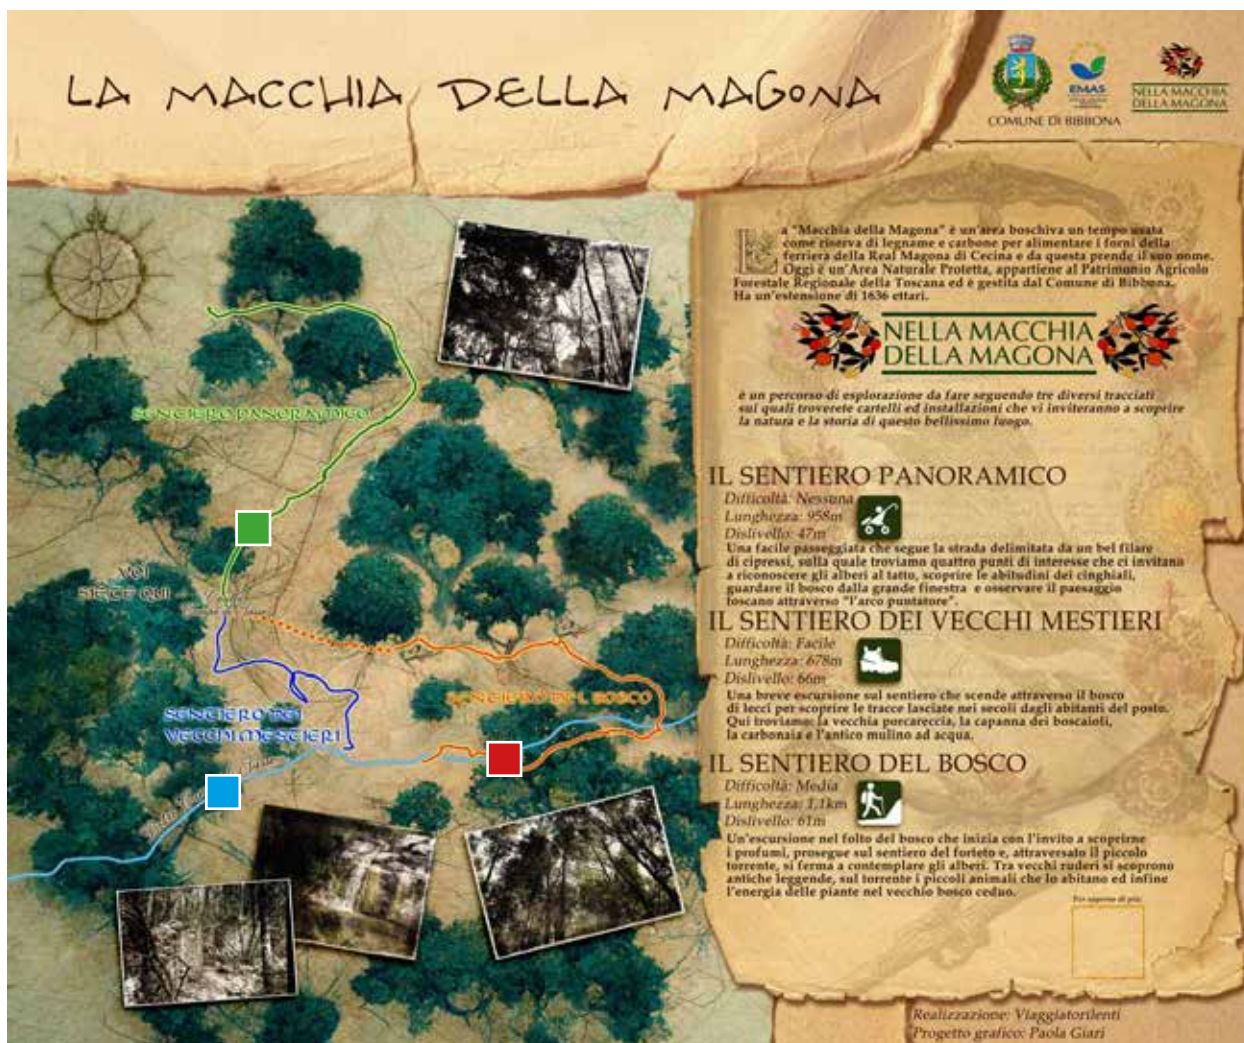 LA MACCHIA DELLA MAGONA
EMAS
COMUNE DI BIBBONA
NELLA MACCHIA
DELLA MAGONA
La "Macchia della Magona" è un'area boschiva un tempo usata
come riserva di legname e carbone per alimentare i forni della
ferriera della Real Magona di Cecina e da questa prende il suo nome.
Oggi è un'Area Naturale Protetta, appartiene al Patrimonio Agricolo
Forestale Regionale della Toscana ed è gestita dal Comune di Bibbona.
Ha un'estensione di 1636 ettari.
NELLA MACCHIA
DELLA MAGONA
è un percorso di esplorazione da fare seguendo tre diversi tracciati
sui quali troverete cartelli ed installazioni che vi inviteranno a scoprire
la natura e la storia di questo bellissimo luogo.
IL SENTIERO PANORAMICO
Difficoltà: Nessuna
Lunghezza: 958m
Dislivello: 47m
Una facile passeggiata che segue la strada delimitata da un bel filare
di cipressi, sulla quale troviamo quattro punti di interesse che ci invitano
a riconoscere gli alberi al tatto, scoprire le abitudini dei cinghiali,
guardare il bosco dalla grande finestra e osservare il paesaggio
toscano attraverso "l'arco puntatore".
IL SENTIERO DEI VECCHI MESTIERI
Difficoltà: Facile
Lunghezza: 678m
Dislivello: 66m
Una breve escursione sul sentiero che scende attraverso il bosco
di lecci per scoprire le tracce lasciate nei secoli dagli abitanti del posto.
Qui troviamo: la vecchia porcareccia, la capanna dei boscaioli,
la carbonaia e l'antico mulino ad acqua.
IL SENTIERO DEL BOSCO
Difficoltà: Media
Lunghezza: 1,1km
Dislivello: 61m
Un'escursione nel folto del bosco che inizia con l'invito a scoprirne
i profumi, prosegue sul sentiero del forteto e, attraversato il piccolo
torrente, si ferma a contemplare gli alberi. Tra vecchi ruderi si scoprono
antiche leggende, sul torrente i piccoli animali che lo abitano ed infine
l'energia delle piante nel vecchio bosco ceduo.
Per saperne di più:
Realizzazione: Viaggiatorilenti
Progetto grafico: Paola Giari
SENTIERO PANORAMICO
VOI
SIETE QUI
SENTIERO DEL BOSCO
SENTIERO DEI
VECCHI MESTIERI